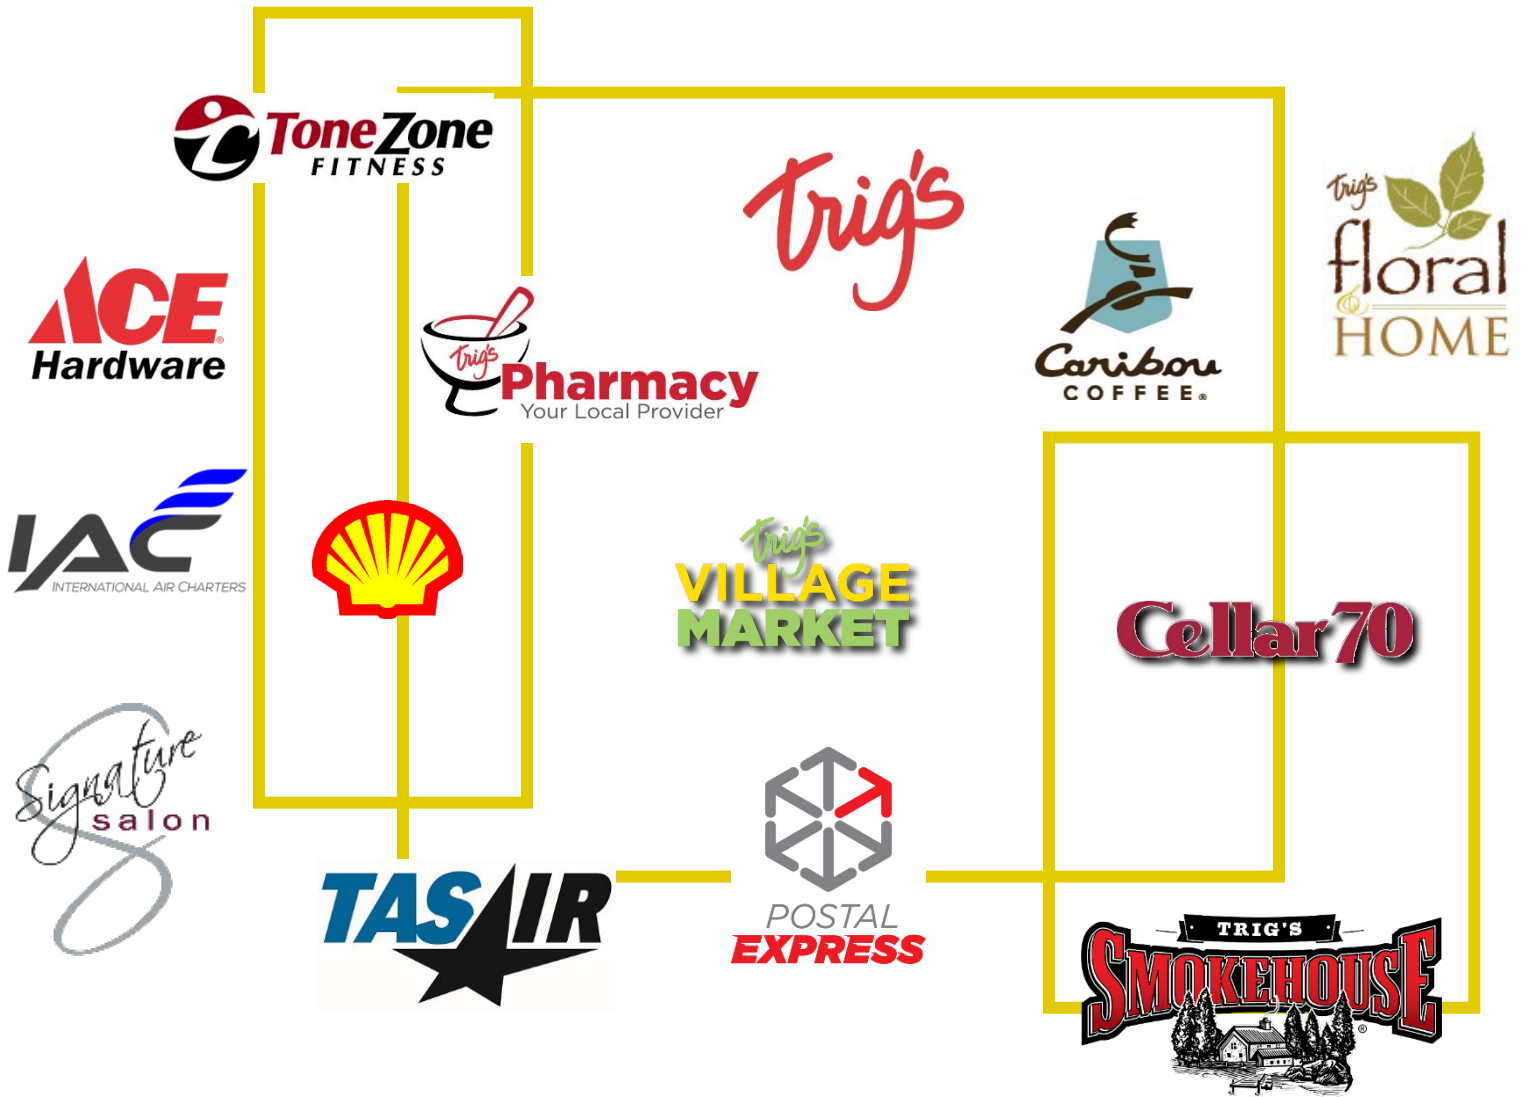 ToneZone
FITNESS
Trig's
Trig's
floral
&
HOME
Caribou
COFFEE®
ACE®
Hardware
Trig's
Pharmacy
Your Local Provider
IAC
INTERNATIONAL AIR CHARTERS
Trig's
VILLAGE
MARKET
Cellar 70
Signature
salon
TASAIR
POSTAL
EXPRESS
TRIG'S
SMOKEHOUSE®